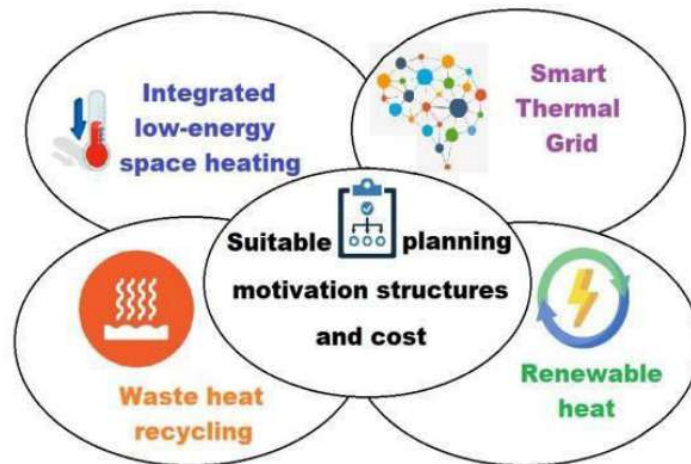 Integrated
low-energy
space heating
Smart
Thermal
Grid
Suitable planning
motivation structures
and cost
Waste heat
recycling
Renewable
heat